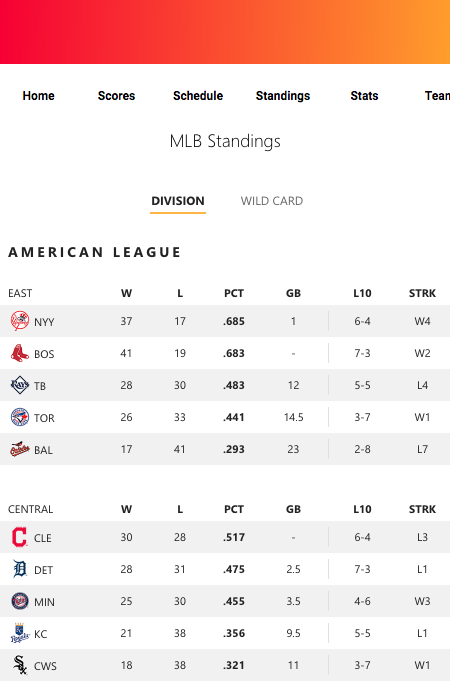 Home Scores Schedule Standings Stats Team
MLB Standings
DIVISION WILD CARD
AMERICAN LEAGUE
EAST W L PCT GB L10 STRK
NYY 37 17 .685 1 6-4 W4
BOS 41 19 .683 - 7-3 W2
TB 28 30 .483 12 5-5 L4
TOR 26 33 .441 14.5 3-7 W1
BAL 17 41 .293 23 2-8 L7
CENTRAL W L PCT GB L10 STRK
CLE 30 28 .517 - 6-4 L3
DET 28 31 .475 2.5 7-3 L1
MIN 25 30 .455 3.5 4-6 W3
KC 21 38 .356 9.5 5-5 L1
CWS 18 38 .321 11 3-7 W1